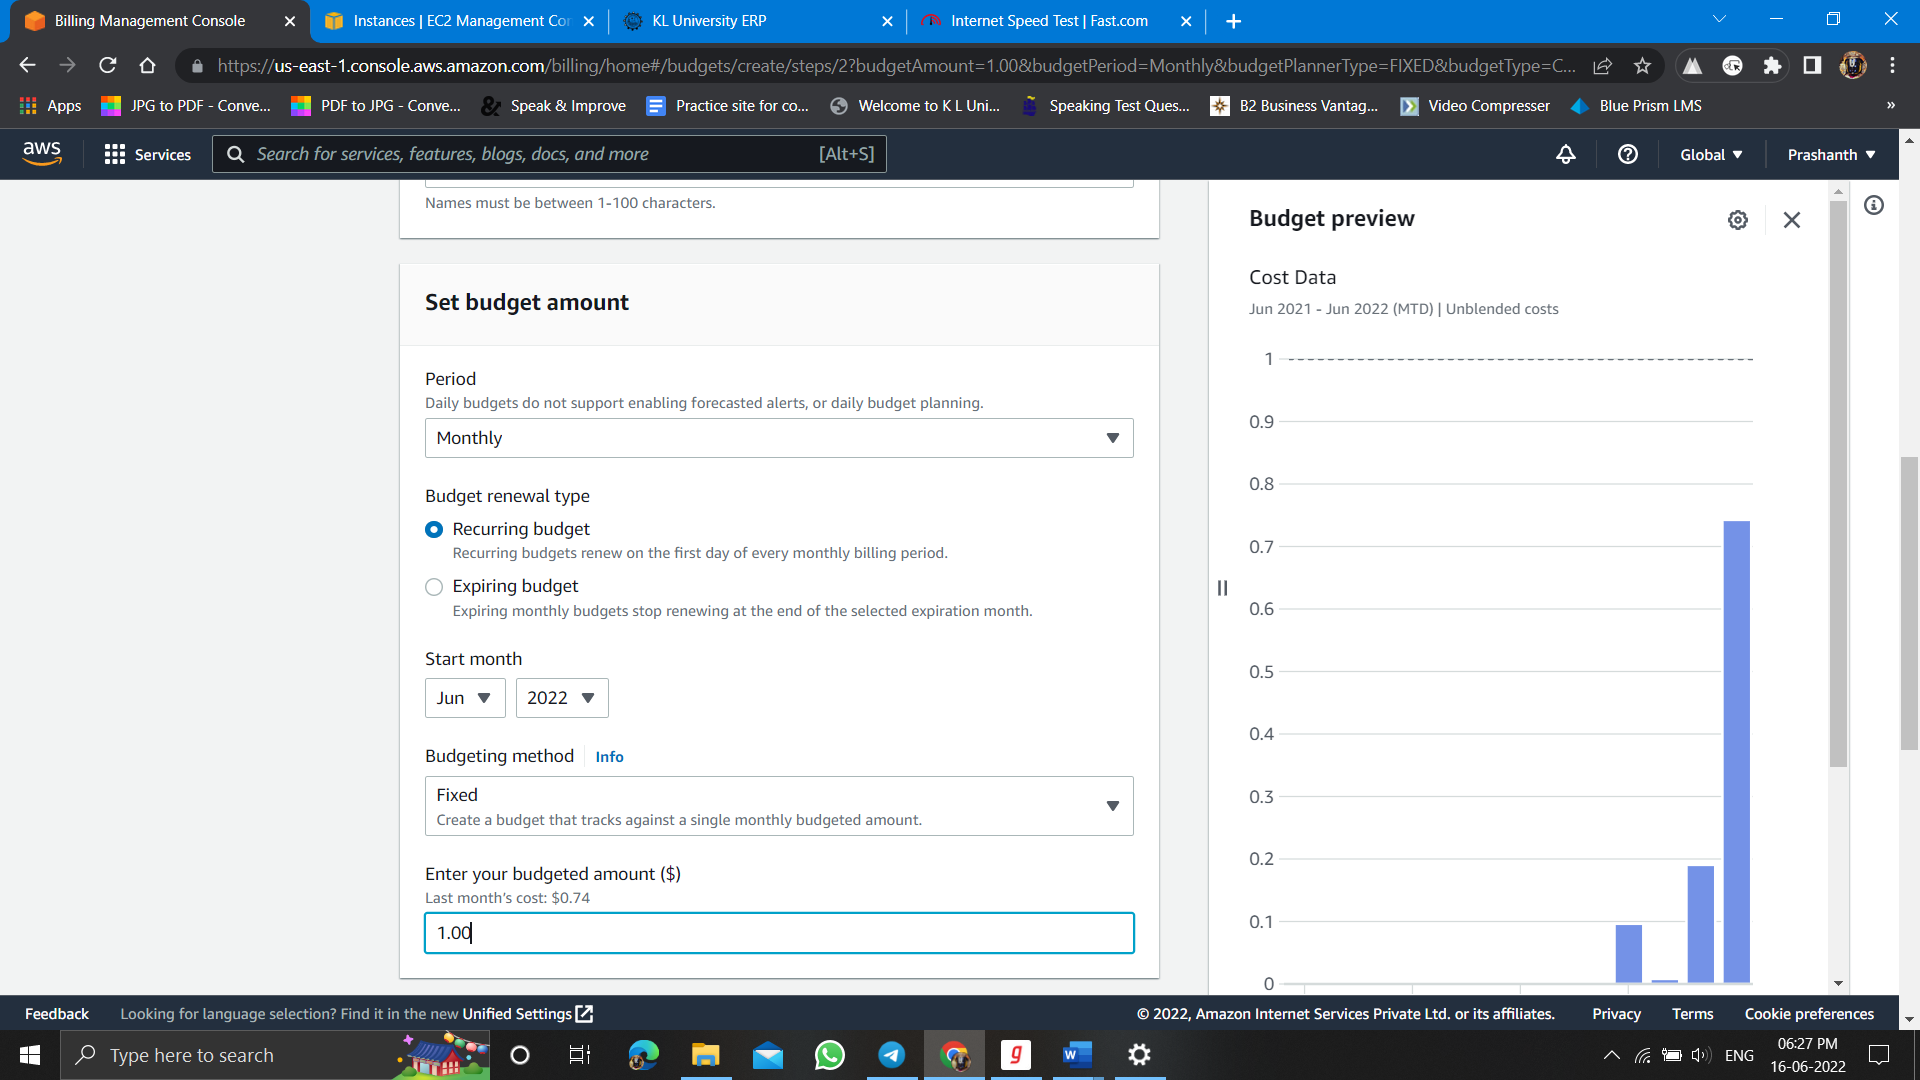 Billing Management Console
Instances | EC2 Management Con
KL University ERP
Internet Speed Test | Fast.com
https://us-east-1.console.aws.amazon.com/billing/home#/budgets/create/steps/2?budgetAmount=1.00&budgetPeriod=Monthly&budgetPlannerType=FIXED&budgetType=C...
Apps
JPG to PDF - Conve...
PDF to JPG - Conve...
Speak & Improve
Practice site for co...
Welcome to K L Uni...
Speaking Test Ques...
B2 Business Vantag...
Video Compresser
Blue Prism LMS
»
aws
Services
Search for services, features, blogs, docs, and more
[Alt+S]
Global
Prashanth
Names must be between 1-100 characters.
Set budget amount
Period
Daily budgets do not support enabling forecasted alerts, or daily budget planning.
Monthly
Budget renewal type
Recurring budget
Recurring budgets renew on the first day of every monthly billing period.
Expiring budget
Expiring monthly budgets stop renewing at the end of the selected expiration month.
Start month
Jun
2022
Budgeting method
Info
Fixed
Create a budget that tracks against a single monthly budgeted amount.
Enter your budgeted amount ($)
Last month's cost: $0.74
1.00
Budget preview
Cost Data
Jun 2021 - Jun 2022 (MTD) | Unblended costs
1
0.9
0.8
0.7
0.6
0.5
0.4
0.3
0.2
0.1
0
Feedback
Looking for language selection? Find it in the new Unified Settings
© 2022, Amazon Internet Services Private Ltd. or its affiliates.
Privacy
Terms
Cookie preferences
Type here to search
g
W
ENG
06:27 PM
16-06-2022